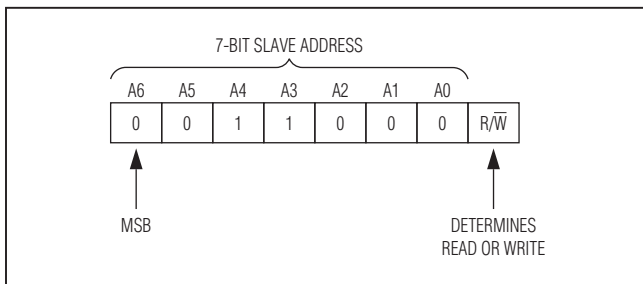 7-BIT SLAVE ADDRESS
A6 A5 A4 A3 A2 A1 A0
0 0 1 1 0 0 0 R/W̅
MSB DETERMINES
READ OR WRITE